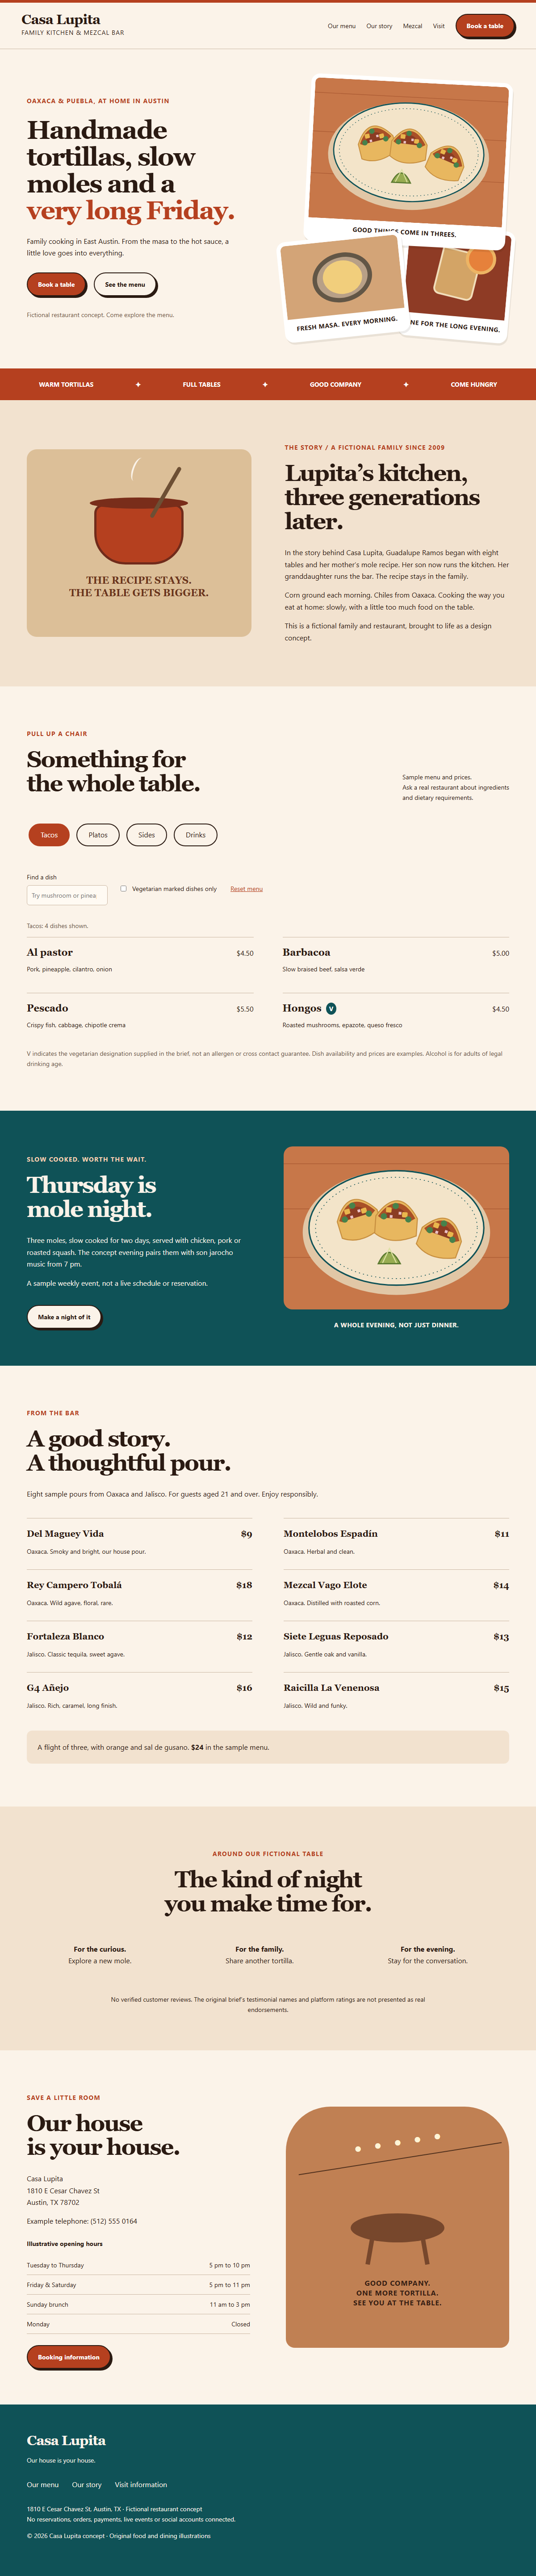 Casa Lupita
FAMILY KITCHEN & MEZCAL BAR
Our menu
Our story
Mezcal
Visit
Book a table
OAXACA & PUEBLA, AT HOME IN AUSTIN
Handmade
tortillas, slow
moles and a
very long Friday.
Family cooking in East Austin. From the masa to the hot sauce, a
little love goes into everything.
Book a table
See the menu
Fictional restaurant concept. Come explore the menu.
GOOD THINGS COME IN THREES.
FRESH MASA. EVERY MORNING.
NE FOR THE LONG EVENING.
WARM TORTILLAS ✦ FULL TABLES ✦ GOOD COMPANY ✦ COME HUNGRY
THE RECIPE STAYS.
THE TABLE GETS BIGGER.
THE STORY / A FICTIONAL FAMILY SINCE 2009
Lupita’s kitchen,
three generations
later.
In the story behind Casa Lupita, Guadalupe Ramos began with eight
tables and her mother’s mole recipe. Her son now runs the kitchen. Her
granddaughter runs the bar. The recipe stays in the family.
Corn ground each morning. Chiles from Oaxaca. Cooking the way you
eat at home: slowly, with a little too much food on the table.
This is a fictional family and restaurant, brought to life as a design
concept.
PULL UP A CHAIR
Something for
the whole table.
Sample menu and prices.
Ask a real restaurant about ingredients
and dietary requirements.
Tacos
Platos
Sides
Drinks
Find a dish
Try mushroom or pinea
Vegetarian marked dishes only
Reset menu
Tacos: 4 dishes shown.
Al pastor $4.50
Pork, pineapple, cilantro, onion
Barbacoa $5.00
Slow braised beef, salsa verde
Pescado $5.50
Crispy fish, cabbage, chipotle crema
Hongos V $4.50
Roasted mushrooms, epazote, queso fresco
V indicates the vegetarian designation supplied in the brief, not an allergen or cross contact guarantee. Dish availability and prices are examples. Alcohol is for adults of legal
drinking age.
SLOW COOKED. WORTH THE WAIT.
Thursday is
mole night.
Three moles, slow cooked for two days, served with chicken, pork or
roasted squash. The concept evening pairs them with son jarocho
music from 7 pm.
A sample weekly event, not a live schedule or reservation.
Make a night of it
A WHOLE EVENING, NOT JUST DINNER.
FROM THE BAR
A good story.
A thoughtful pour.
Eight sample pours from Oaxaca and Jalisco. For guests aged 21 and over. Enjoy responsibly.
Del Maguey Vida $9
Oaxaca. Smoky and bright, our house pour.
Montelobos Espadín $11
Oaxaca. Herbal and clean.
Rey Campero Tobalá $18
Oaxaca. Wild agave, floral, rare.
Mezcal Vago Elote $14
Oaxaca. Distilled with roasted corn.
Fortaleza Blanco $12
Jalisco. Classic tequila, sweet agave.
Siete Leguas Reposado $13
Jalisco. Gentle oak and vanilla.
G4 Añejo $16
Jalisco. Rich, caramel, long finish.
Raicilla La Venenosa $15
Jalisco. Wild and funky.
A flight of three, with orange and sal de gusano. $24 in the sample menu.
AROUND OUR FICTIONAL TABLE
The kind of night
you make time for.
For the curious.
Explore a new mole.
For the family.
Share another tortilla.
For the evening.
Stay for the conversation.
No verified customer reviews. The original brief’s testimonial names and platform ratings are not presented as real
endorsements.
SAVE A LITTLE ROOM
Our house
is your house.
Casa Lupita
1810 E Cesar Chavez St
Austin, TX 78702
Example telephone: (512) 555 0164
Illustrative opening hours
Tuesday to Thursday 5 pm to 10 pm
Friday & Saturday 5 pm to 11 pm
Sunday brunch 11 am to 3 pm
Monday Closed
Booking information
GOOD COMPANY.
ONE MORE TORTILLA.
SEE YOU AT THE TABLE.
Casa Lupita
Our house is your house.
Our menu
Our story
Visit information
1810 E Cesar Chavez St, Austin, TX · Fictional restaurant concept
No reservations, orders, payments, live events or social accounts connected.
© 2026 Casa Lupita concept · Original food and dining illustrations